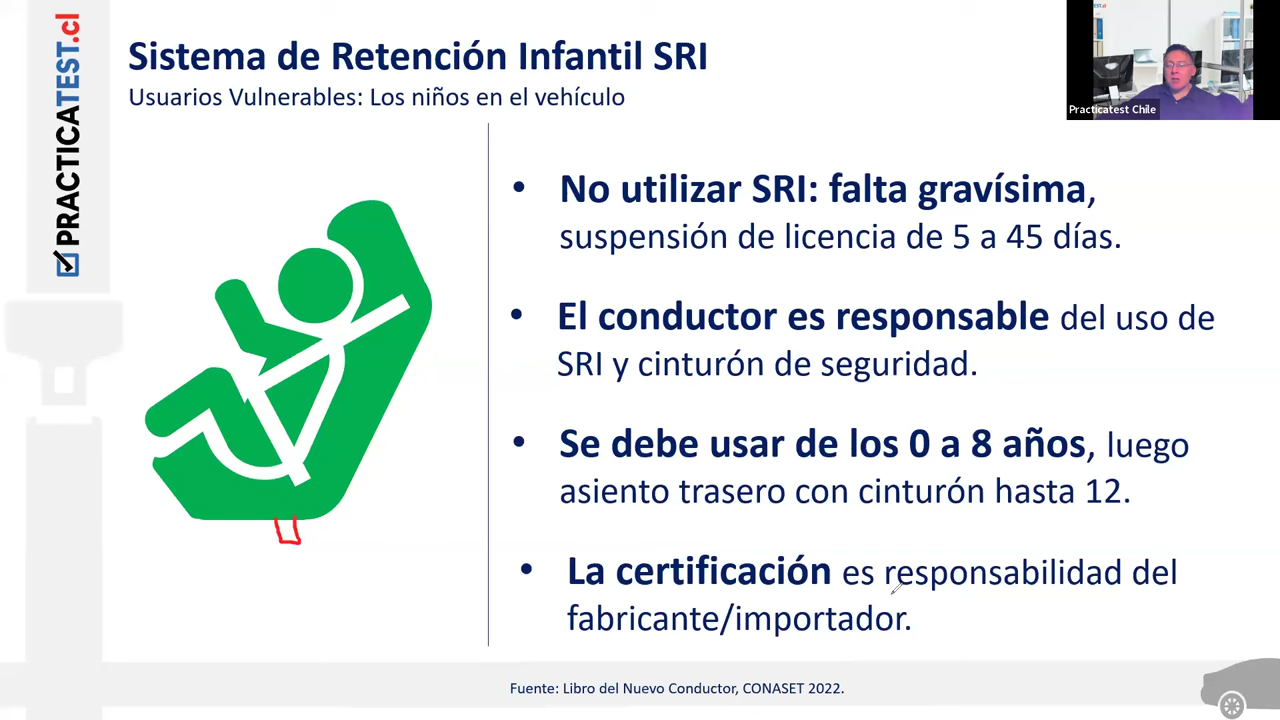 PRACTICATEST.cl
Sistema de Retención Infantil SRI
Usuarios Vulnerables: Los niños en el vehículo
Practicatest Chile
• No utilizar SRI: falta gravísima,
suspensión de licencia de 5 a 45 días.
• El conductor es responsable del uso de
SRI y cinturón de seguridad.
• Se debe usar de los 0 a 8 años, luego
asiento trasero con cinturón hasta 12.
• La certificación es responsabilidad del
fabricante/importador.
Fuente: Libro del Nuevo Conductor, CONASET 2022.